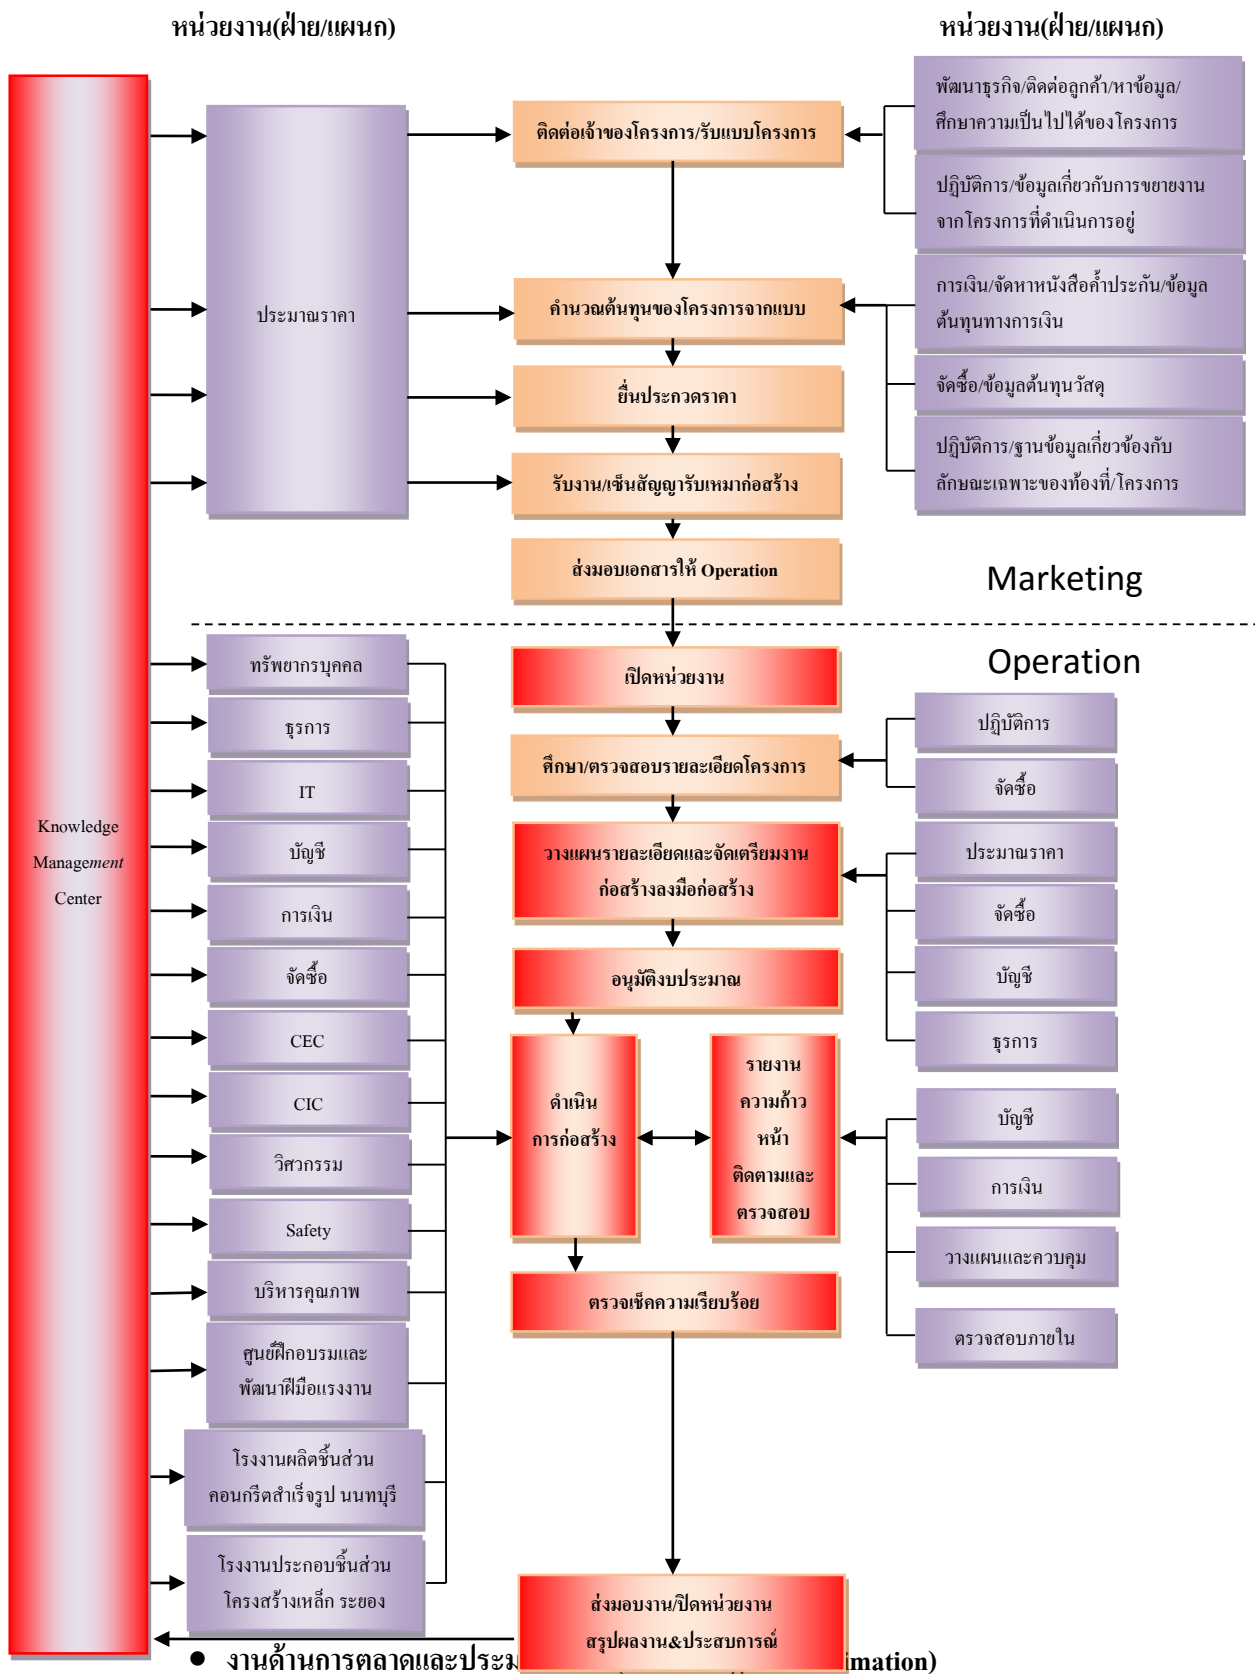 หน่วยงาน(ฝ่าย/แผนก)
หน่วยงาน(ฝ่าย/แผนก)
Knowledge
Management
Center
ประมาณราคา
ติดต่อเจ้าของโครงการ/รับแบบโครงการ
พัฒนาธุรกิจ/ติดต่อลูกค้า/หาข้อมูล/
ศึกษาความเป็นไปได้ของโครงการ
ปฏิบัติการ/ข้อมูลเกี่ยวกับการขยายงาน
จากโครงการที่ดำเนินการอยู่
คำนวณต้นทุนของโครงการจากแบบ
การเงิน/จัดหาหนังสือค้ำประกัน/ข้อมูล
ต้นทุนทางการเงิน
ยื่นประกวดราคา
จัดซื้อ/ข้อมูลต้นทุนวัสดุ
รับงาน/เซ็นสัญญารับเหมาก่อสร้าง
ปฏิบัติการ/ฐานข้อมูลเกี่ยวข้องกับ
ลักษณะเฉพาะของท้องที่/โครงการ
ส่งมอบเอกสารให้ Operation
Marketing
Operation
ทรัพยากรบุคคล
ธุรการ
IT
บัญชี
การเงิน
จัดซื้อ
CEC
CIC
วิศวกรรม
Safety
บริหารคุณภาพ
ศูนย์ฝึกอบรมและ
พัฒนาฝีมือแรงงาน
โรงงานผลิตชิ้นส่วน
คอนกรีตสำเร็จรูป นนทบุรี
โรงงานประกอบชิ้นส่วน
โครงสร้างเหล็ก ระยอง
เปิดหน่วยงาน
ศึกษา/ตรวจสอบรายละเอียดโครงการ
วางแผนรายละเอียดและจัดเตรียมงาน
ก่อสร้างลงมือก่อสร้าง
อนุมัติงบประมาณ
ดำเนิน
การก่อสร้าง
รายงาน
ความก้าว
หน้า
ติดตามและ
ตรวจสอบ
ตรวจเช็คความเรียบร้อย
ส่งมอบงาน/ปิดหน่วยงาน
สรุปผลงาน&ประสบการณ์
ปฏิบัติการ
จัดซื้อ
ประมาณราคา
จัดซื้อ
บัญชี
ธุรการ
บัญชี
การเงิน
วางแผนและควบคุม
ตรวจสอบภายใน
• งานด้านการตลาดและประม imation)